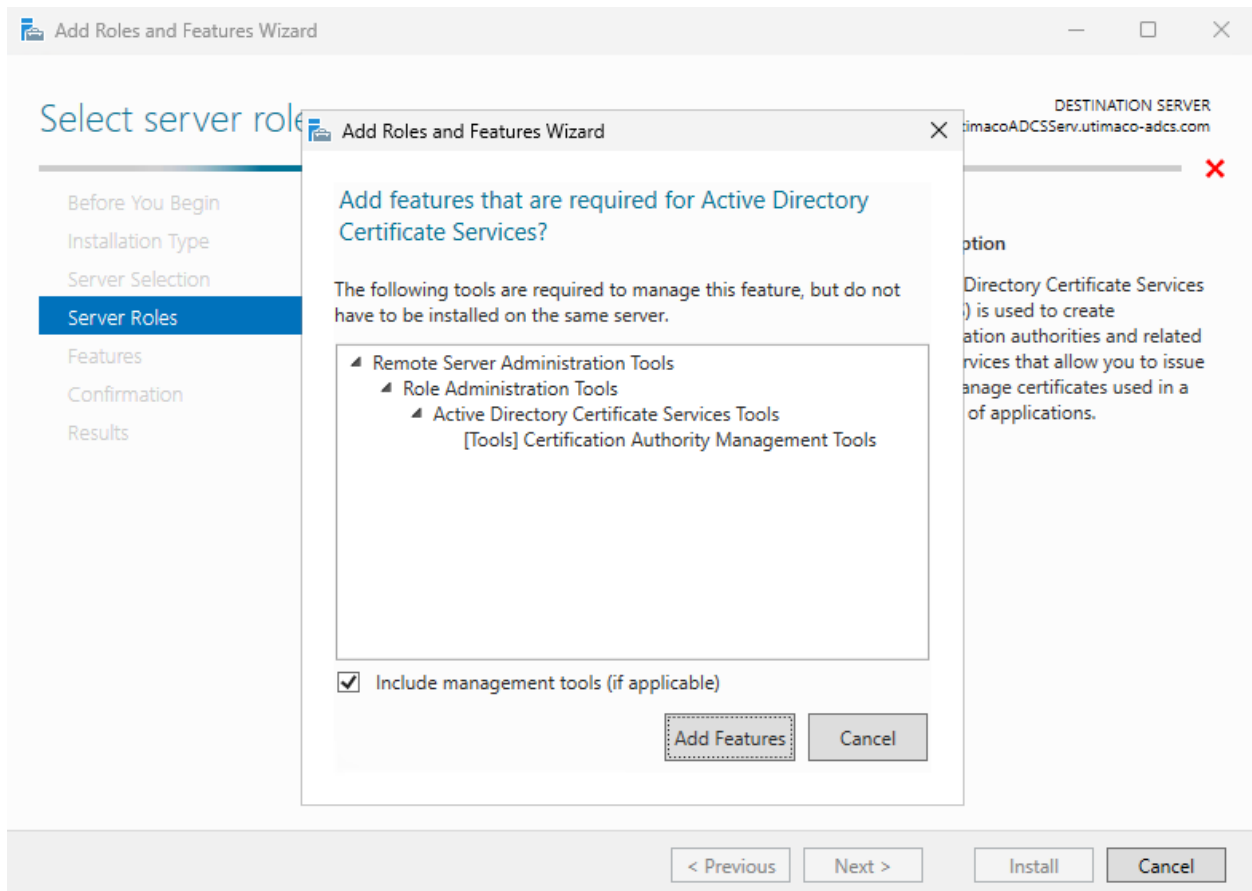 Add Roles and Features Wizard
Select server role
DESTINATION SERVER
timacoADCSServ.utimaco-adcs.com
Before You Begin
Installation Type
Server Selection
Server Roles
Features
Confirmation
Results
Add Roles and Features Wizard
Add features that are required for Active Directory
Certificate Services?
The following tools are required to manage this feature, but do not
have to be installed on the same server.
Remote Server Administration Tools
Role Administration Tools
Active Directory Certificate Services Tools
[Tools] Certification Authority Management Tools
Include management tools (if applicable)
Add Features
Cancel
ption
Directory Certificate Services
) is used to create
ation authorities and related
rvices that allow you to issue
anage certificates used in a
of applications.
< Previous
Next >
Install
Cancel